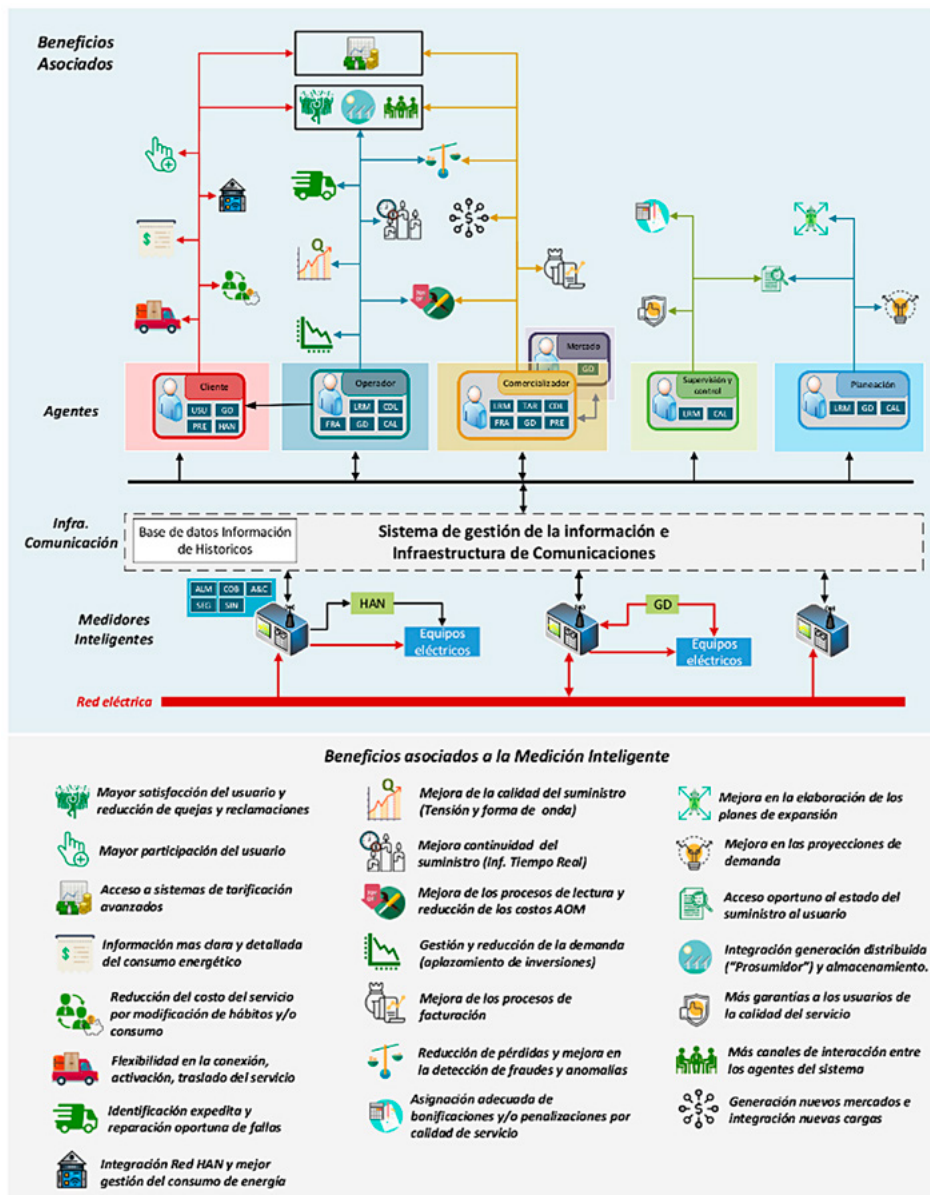 Beneficios
Asociados
Q
Mercado
GD
Cliente
USU GD
PRE HAN
Operador
LRM CDL
FRA GD CAL
Comercializador
LRM TAR CDL
FRA GD PRE
Supervisión y
control
LRM CAL
Planeación
LRM GD CAL
Agentes
Infra.
Comunicación
Base de datos Información
de Historicos
Sistema de gestión de la información e
Infraestructura de Comunicaciones
ALM COB A&C
SEG SIN
Medidores
Inteligentes
HAN
Equipos
eléctricos
GD
Equipos
eléctricos
Red eléctrica
Beneficios asociados a la Medición Inteligente
Mayor satisfacción del usuario y
reducción de quejas y reclamaciones
Mayor participación del usuario
Acceso a sistemas de tarificación
avanzados
Información mas clara y detallada
del consumo energético
Reducción del costo del servicio
por modificación de hábitos y/o
consumo
Flexibilidad en la conexión,
activación, traslado del servicio
Identificación expedita y
reparación oportuna de fallas
Integración Red HAN y mejor
gestión del consumo de energía
Q
Mejora de la calidad del suministro
(Tensión y forma de onda)
Mejora continuidad del
suministro (Inf. Tiempo Real)
Mejora de los procesos de lectura y
reducción de los costos AOM
Gestión y reducción de la demanda
(aplazamiento de inversiones)
Mejora de los procesos de
facturación
Reducción de pérdidas y mejora en
la detección de fraudes y anomalías
Asignación adecuada de
bonificaciones y/o penalizaciones por
calidad de servicio
Mejora en la elaboración de los
planes de expansión
Mejora en las proyecciones de
demanda
Acceso oportuno al estado del
suministro al usuario
Integración generación distribuida
("Prosumidor") y almacenamiento.
Más garantías a los usuarios de
la calidad del servicio
Más canales de interacción entre
los agentes del sistema
Generación nuevos mercados e
integración nuevas cargas